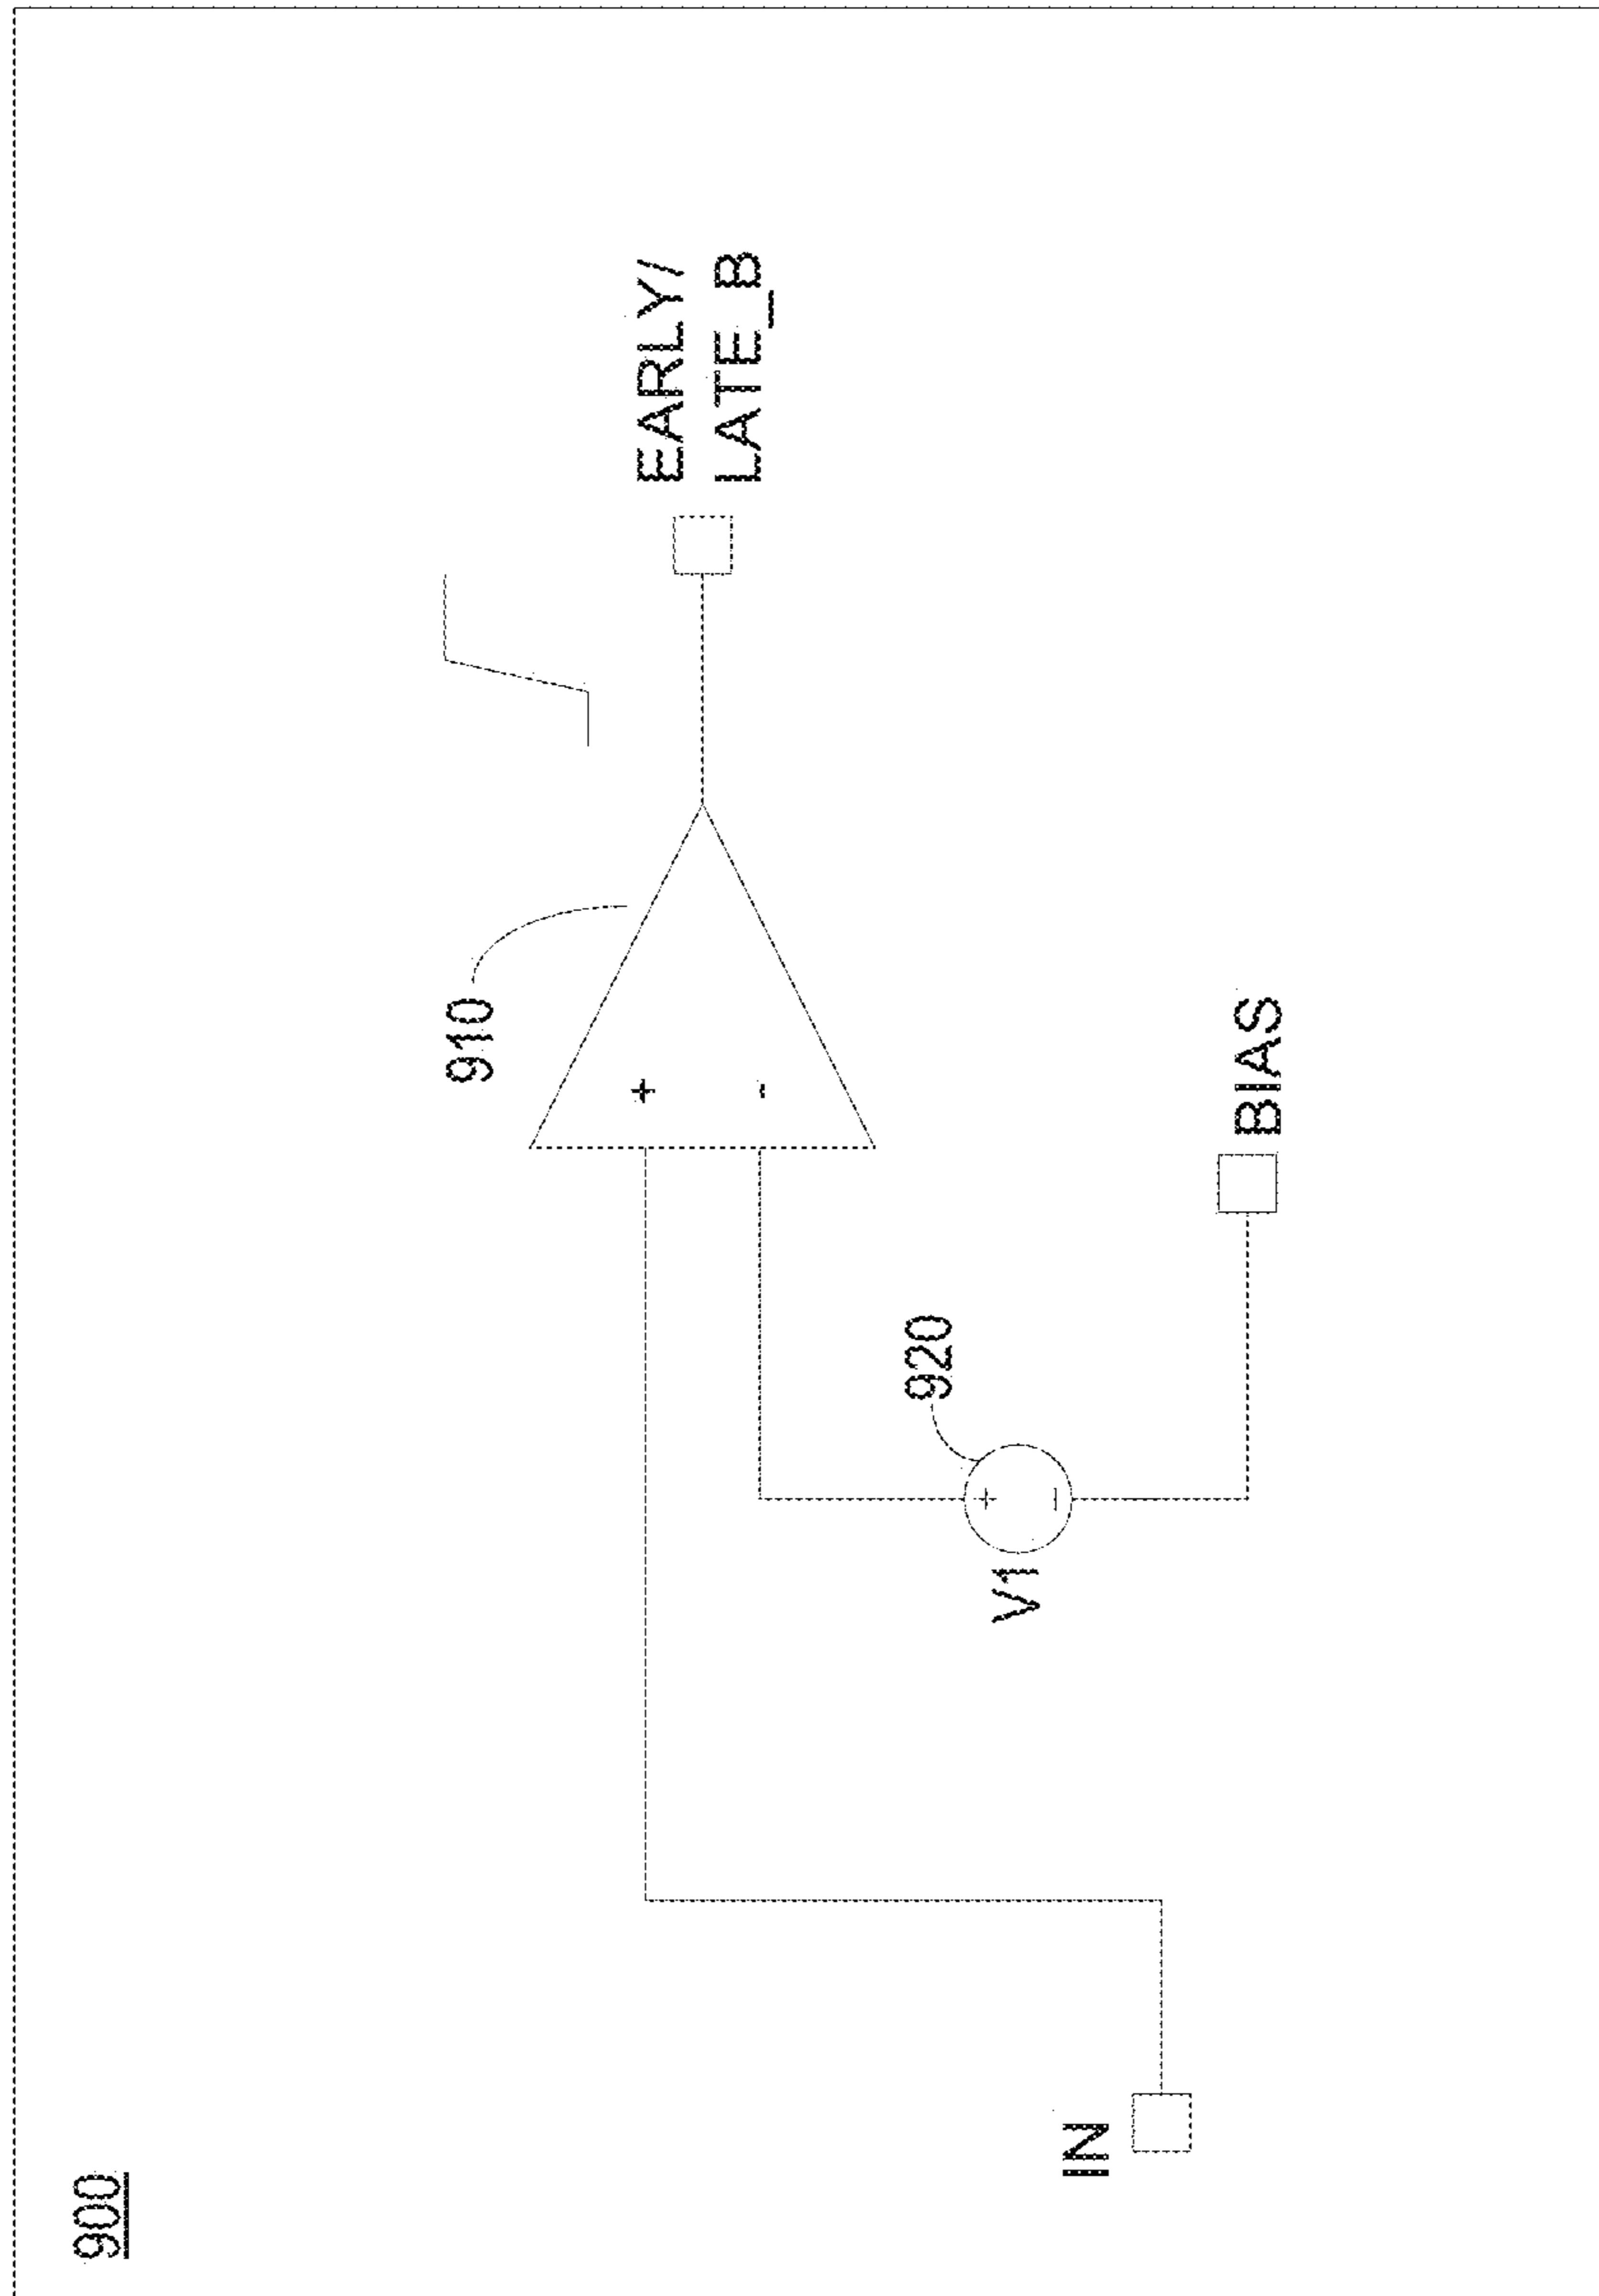 900
910
+
-
EARLY/
LATE_B
920
V1
+
-
BIAS
IN